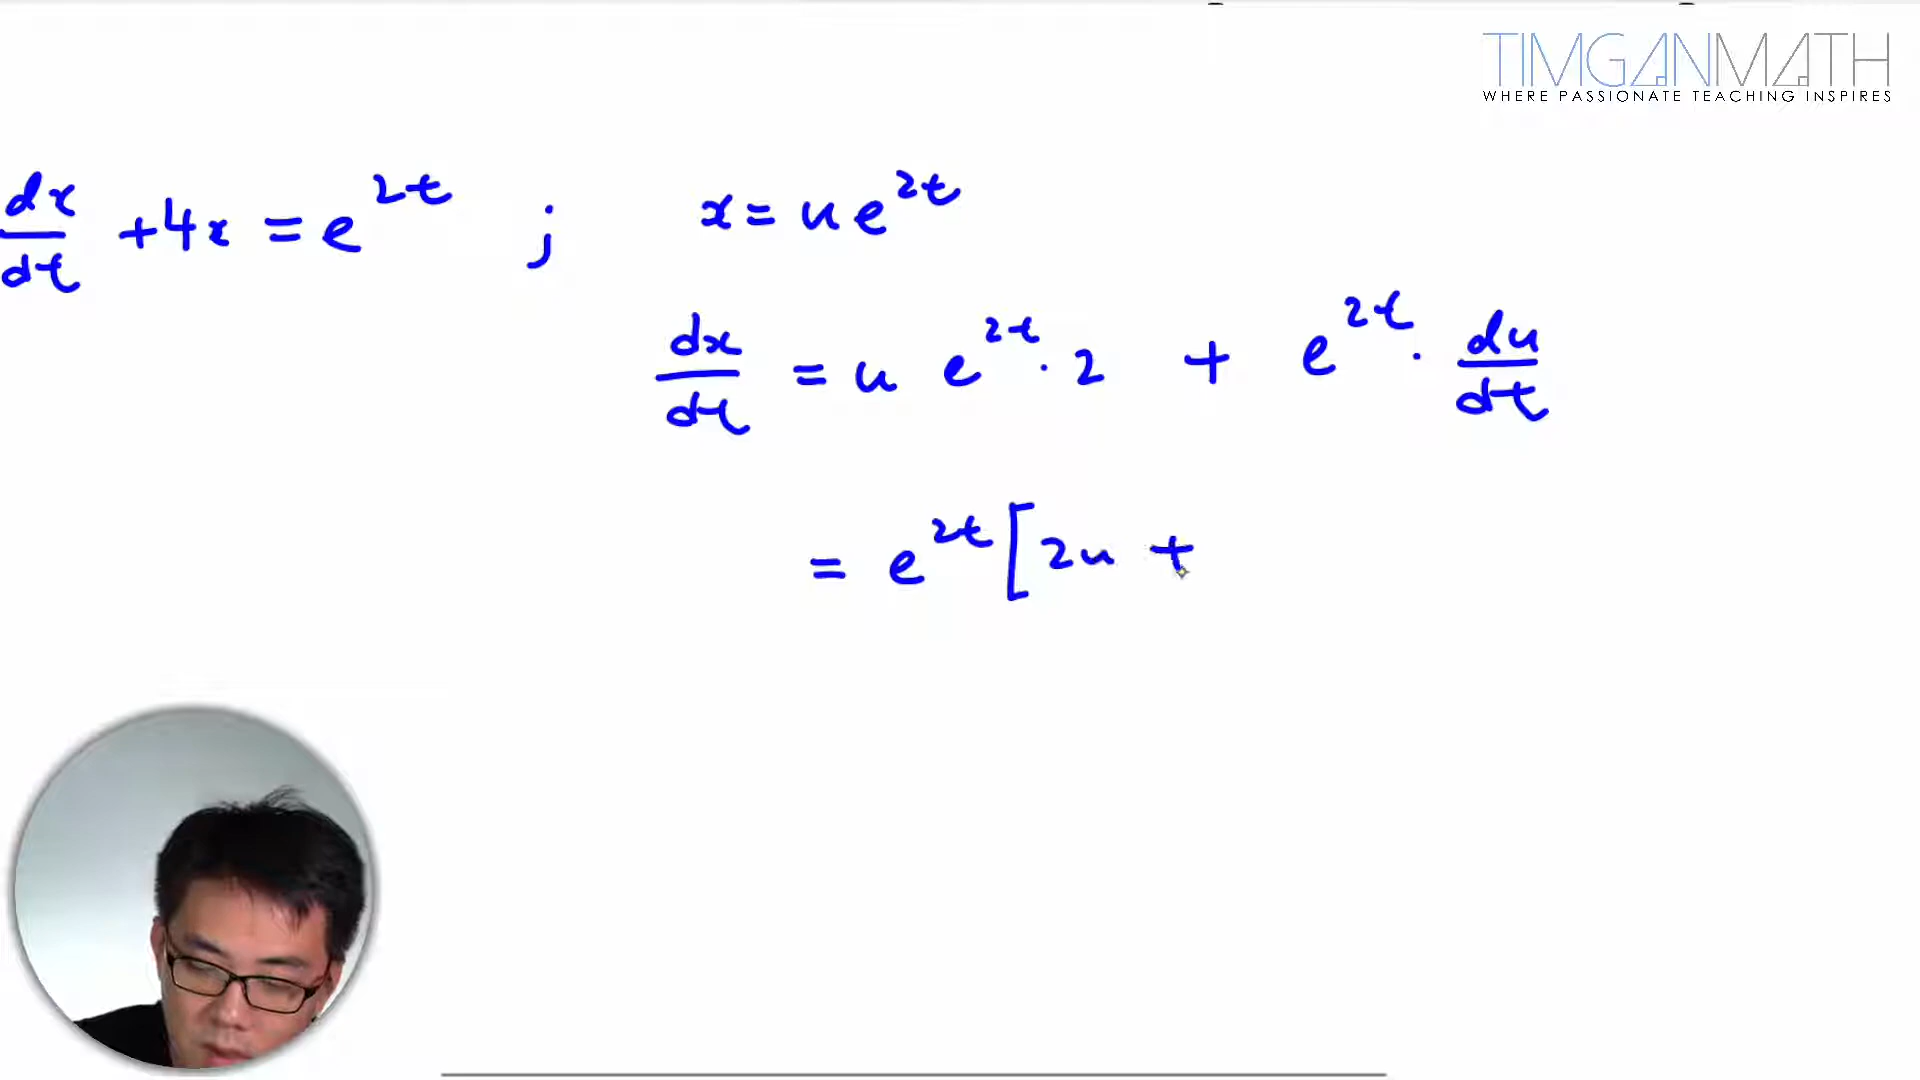 TIMGANMATH
WHERE PASSIONATE TEACHING INSPIRES
dx/dt + 4x = e^{2t} ; x = u e^{2t}
dx/dt = u e^{2t} · 2 + e^{2t} · du/dt
= e^{2t} [ 2u +